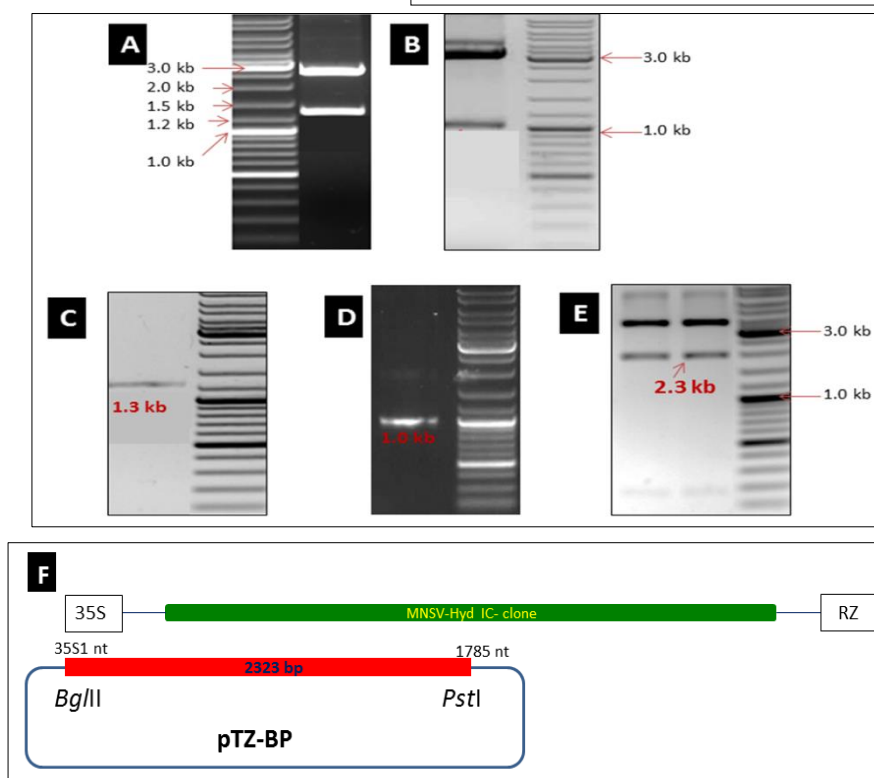 A
3.0 kb
2.0 kb
1.5 kb
1.2 kb
1.0 kb
B
3.0 kb
1.0 kb
C
1.3 kb
D
1.0 kb
E
2.3 kb
3.0 kb
1.0 kb
F
35S
MNSV-Hyd IC- clone
RZ
35S1 nt
1785 nt
2323 bp
BglII
PstI
pTZ-BP